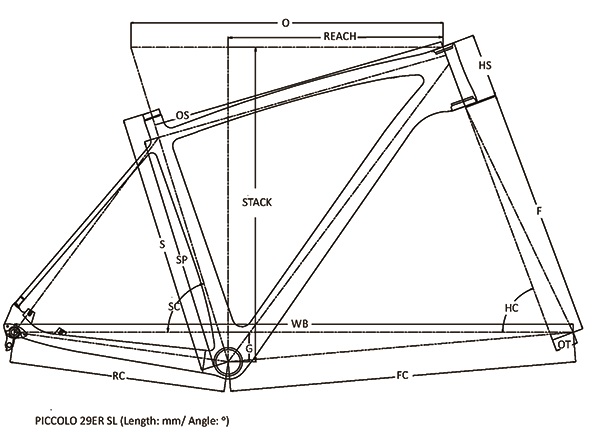 O
REACH
HS
OS
STACK
F
S
SP
SC
HC
WB
G
OT
RC
FC
PICCOLO 29ER SL (Length: mm/ Angle: °)